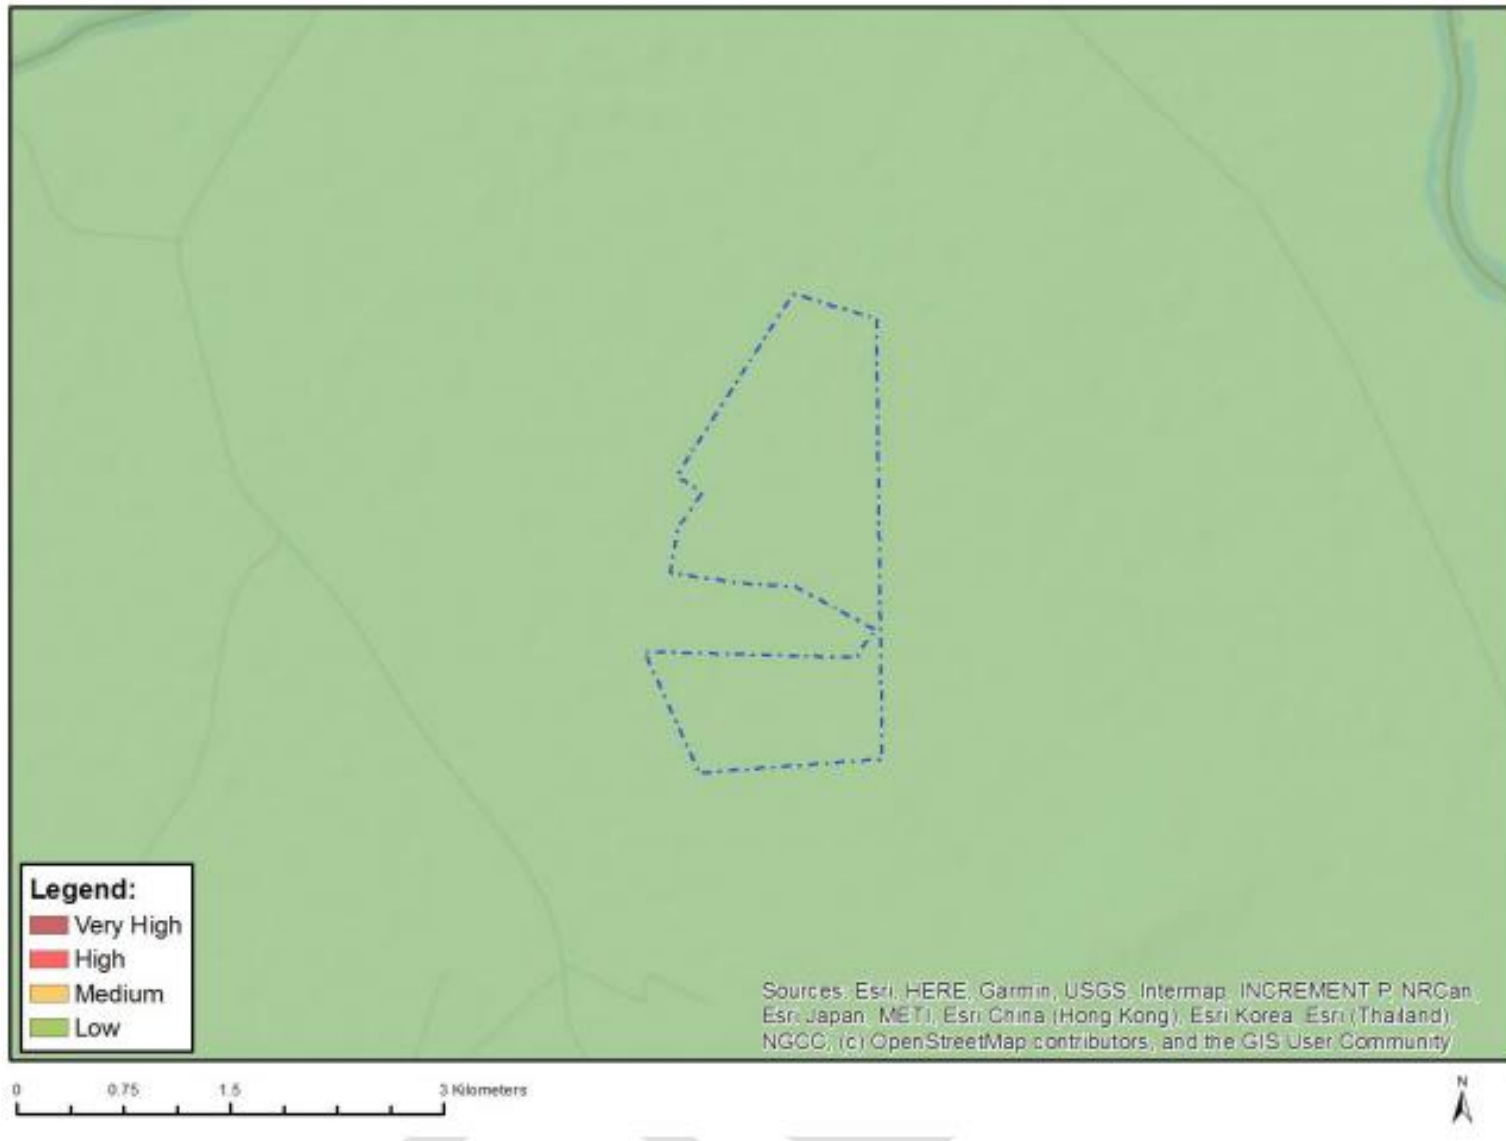 Legend:
Very High
High
Medium
Low
Sources: Esri, HERE, Garmin, USGS, Intermap, INCREMENT P, NRCan,
Esri Japan, METI, Esri China (Hong Kong), Esri Korea, Esri (Thailand),
NGCC, (c) OpenStreetMap contributors, and the GIS User Community
0 0.75 1.5 3 Kilometers
N